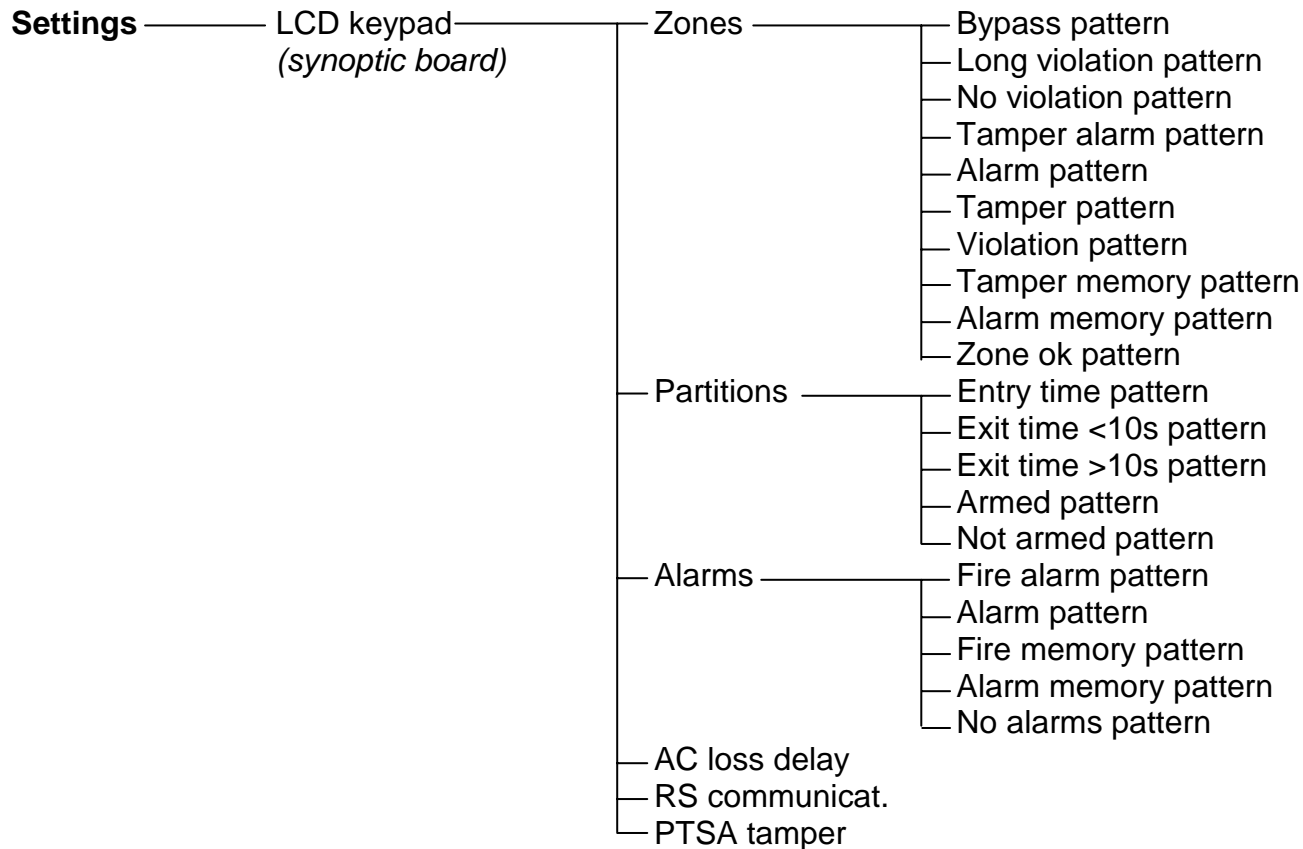 Settings LCD keypad Zones Bypass pattern
(synoptic board) Long violation pattern
No violation pattern
Tamper alarm pattern
Alarm pattern
Tamper pattern
Violation pattern
Tamper memory pattern
Alarm memory pattern
Zone ok pattern
Partitions Entry time pattern
Exit time <10s pattern
Exit time >10s pattern
Armed pattern
Not armed pattern
Alarms Fire alarm pattern
Alarm pattern
Fire memory pattern
Alarm memory pattern
No alarms pattern
AC loss delay
RS communicat.
PTSA tamper